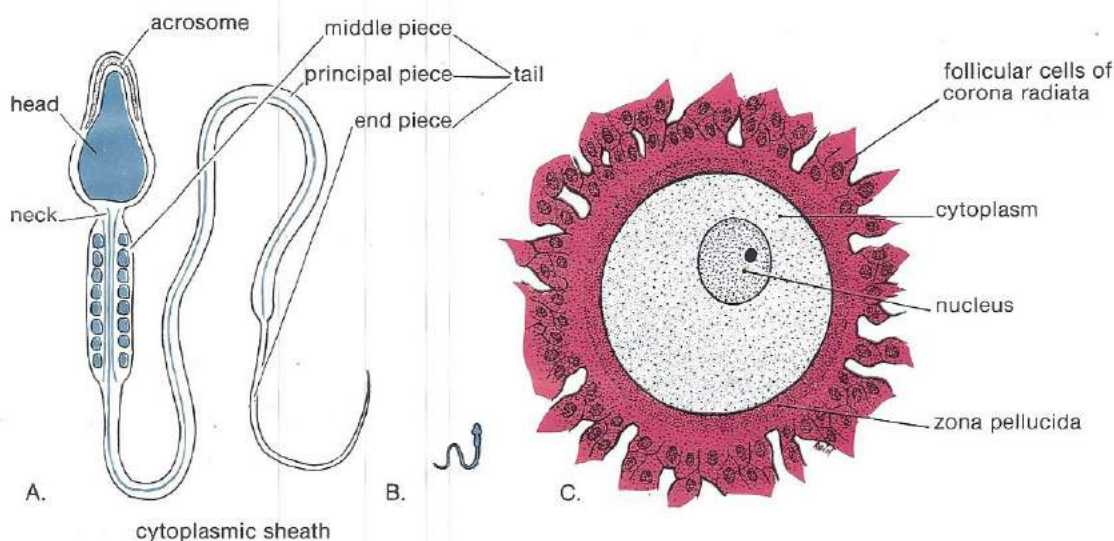 acrosome
head
neck
middle piece
principal piece
end piece
tail
A.
cytoplasmic sheath
B.
follicular cells of
corona radiata
cytoplasm
nucleus
zona pellucida
C.